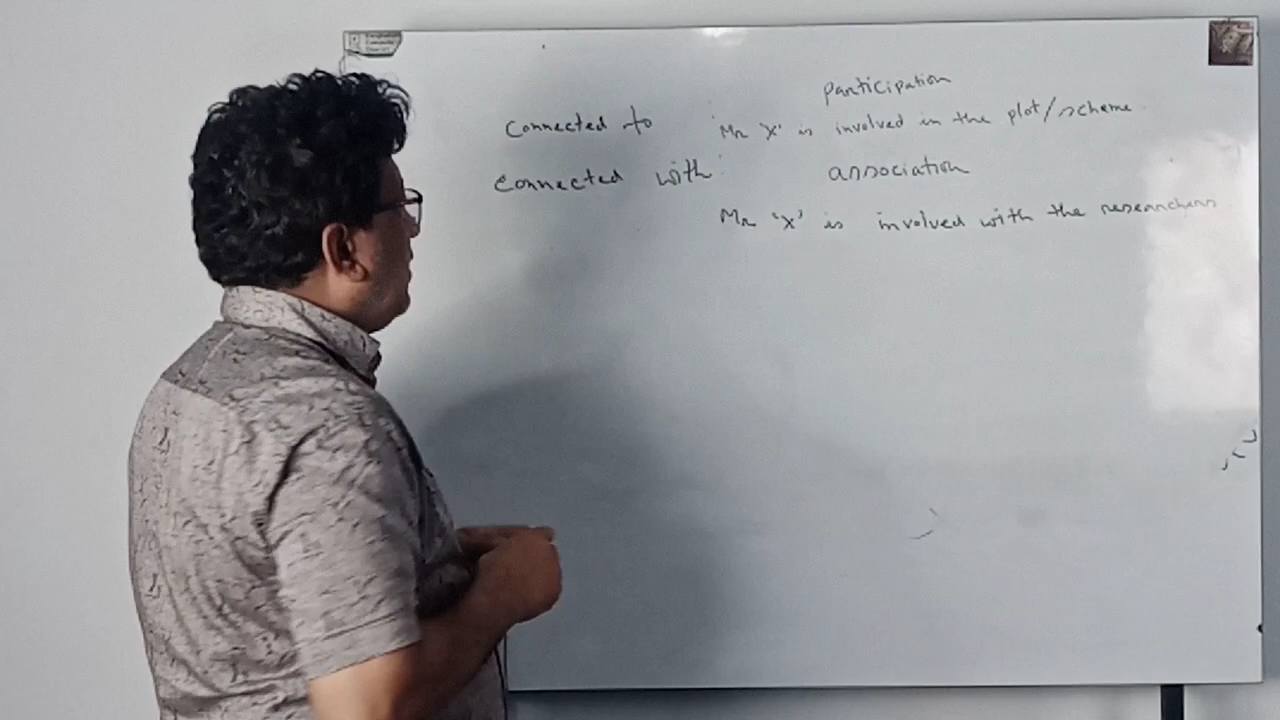 participation
Connected to Mr 'X' is involved in the plot/scheme
Connected with : association
Mr 'X' is involved with the researchers